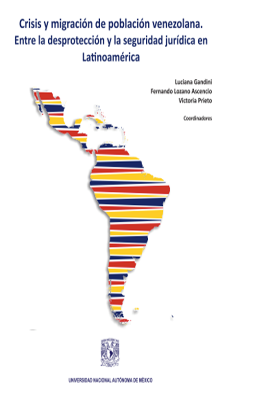 Crisis y migración de población venezolana.
Entre la desprotección y la seguridad jurídica en
Latinoamérica
Luciana Gandini
Fernando Lozano Ascencio
Victoria Prieto
Coordinadores
UNIVERSIDAD NACIONAL AUTÓNOMA DE MÉXICO